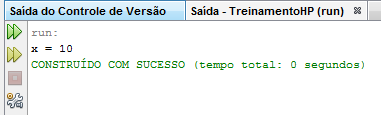 Saída do Controle de Versão
Saída - TreinamentoHP (run)
run:
x = 10
CONSTRUÍDO COM SUCESSO (tempo total: 0 segundos)